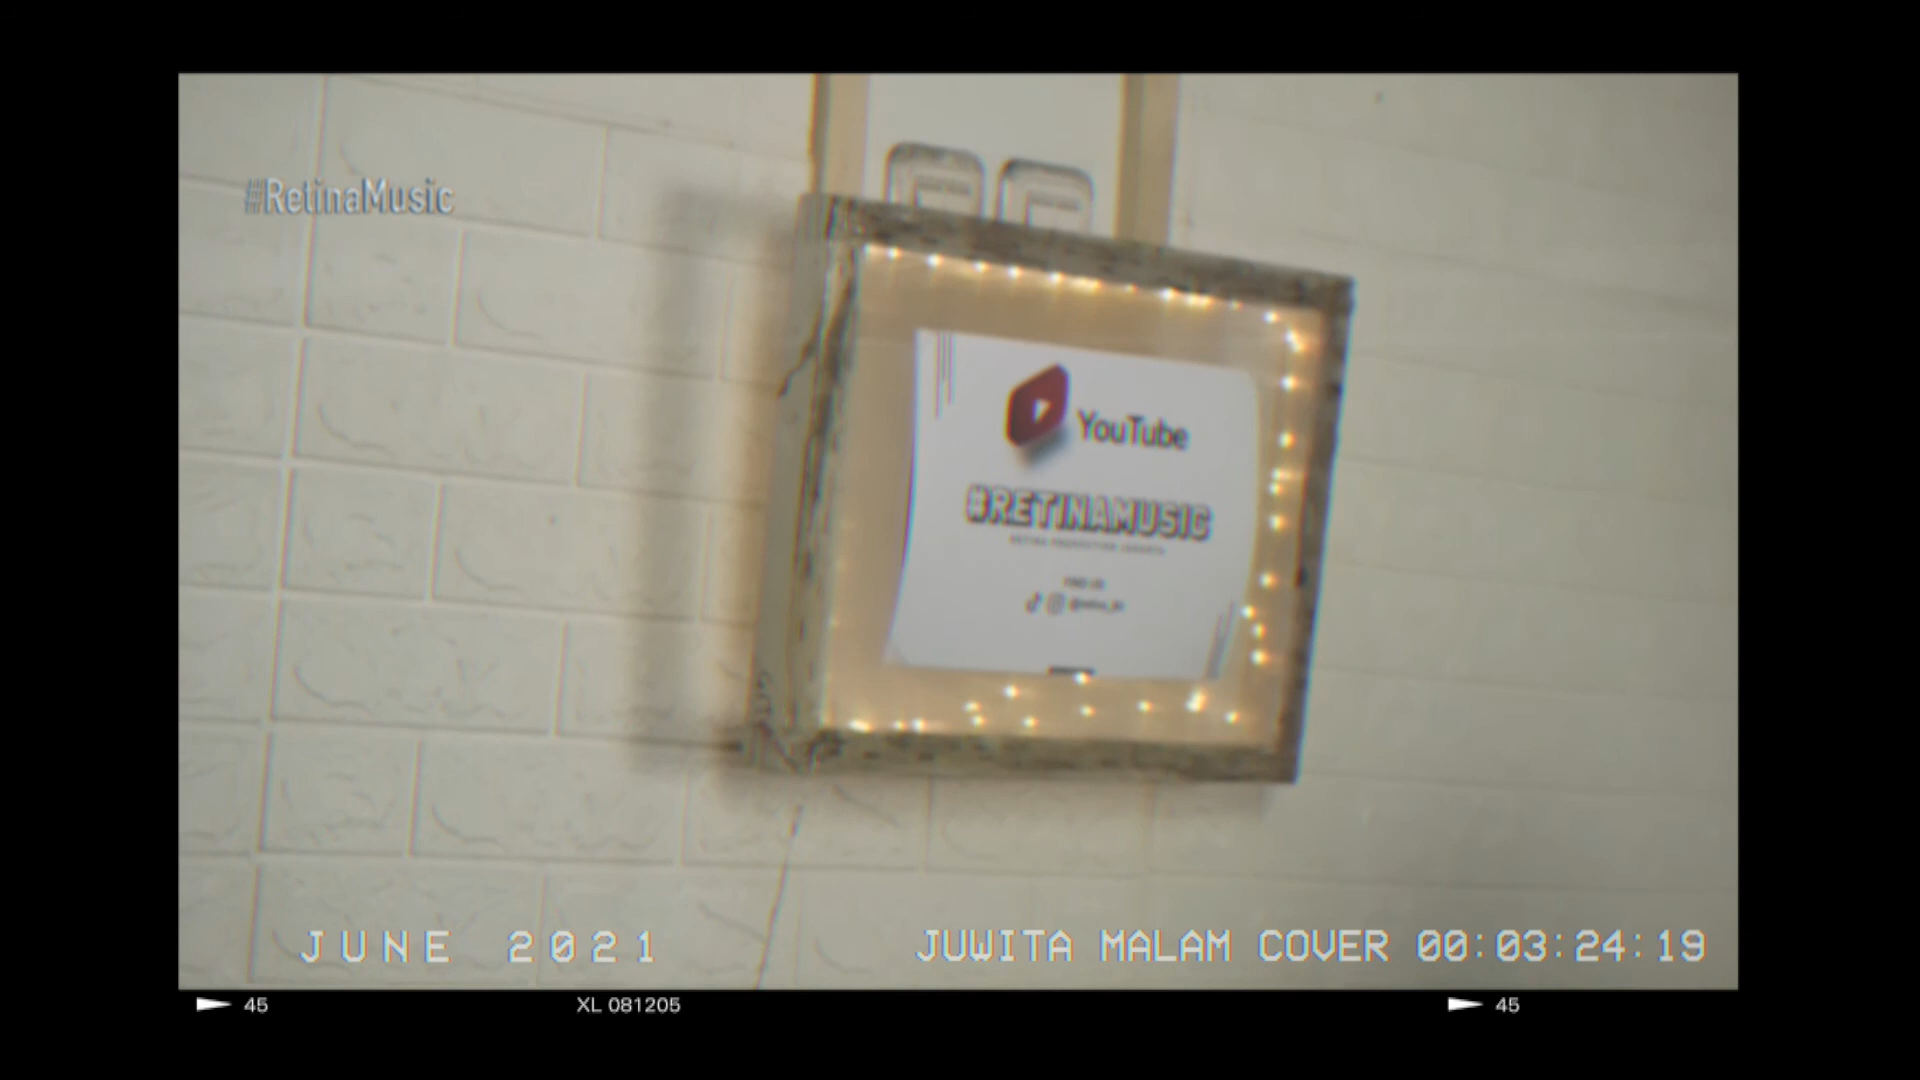 #RetinaMusic
YouTube
#RETINAMUSIC
JUNE 2021
JUWITA MALAM COVER 00:03:24:19
45
XL 081205
45